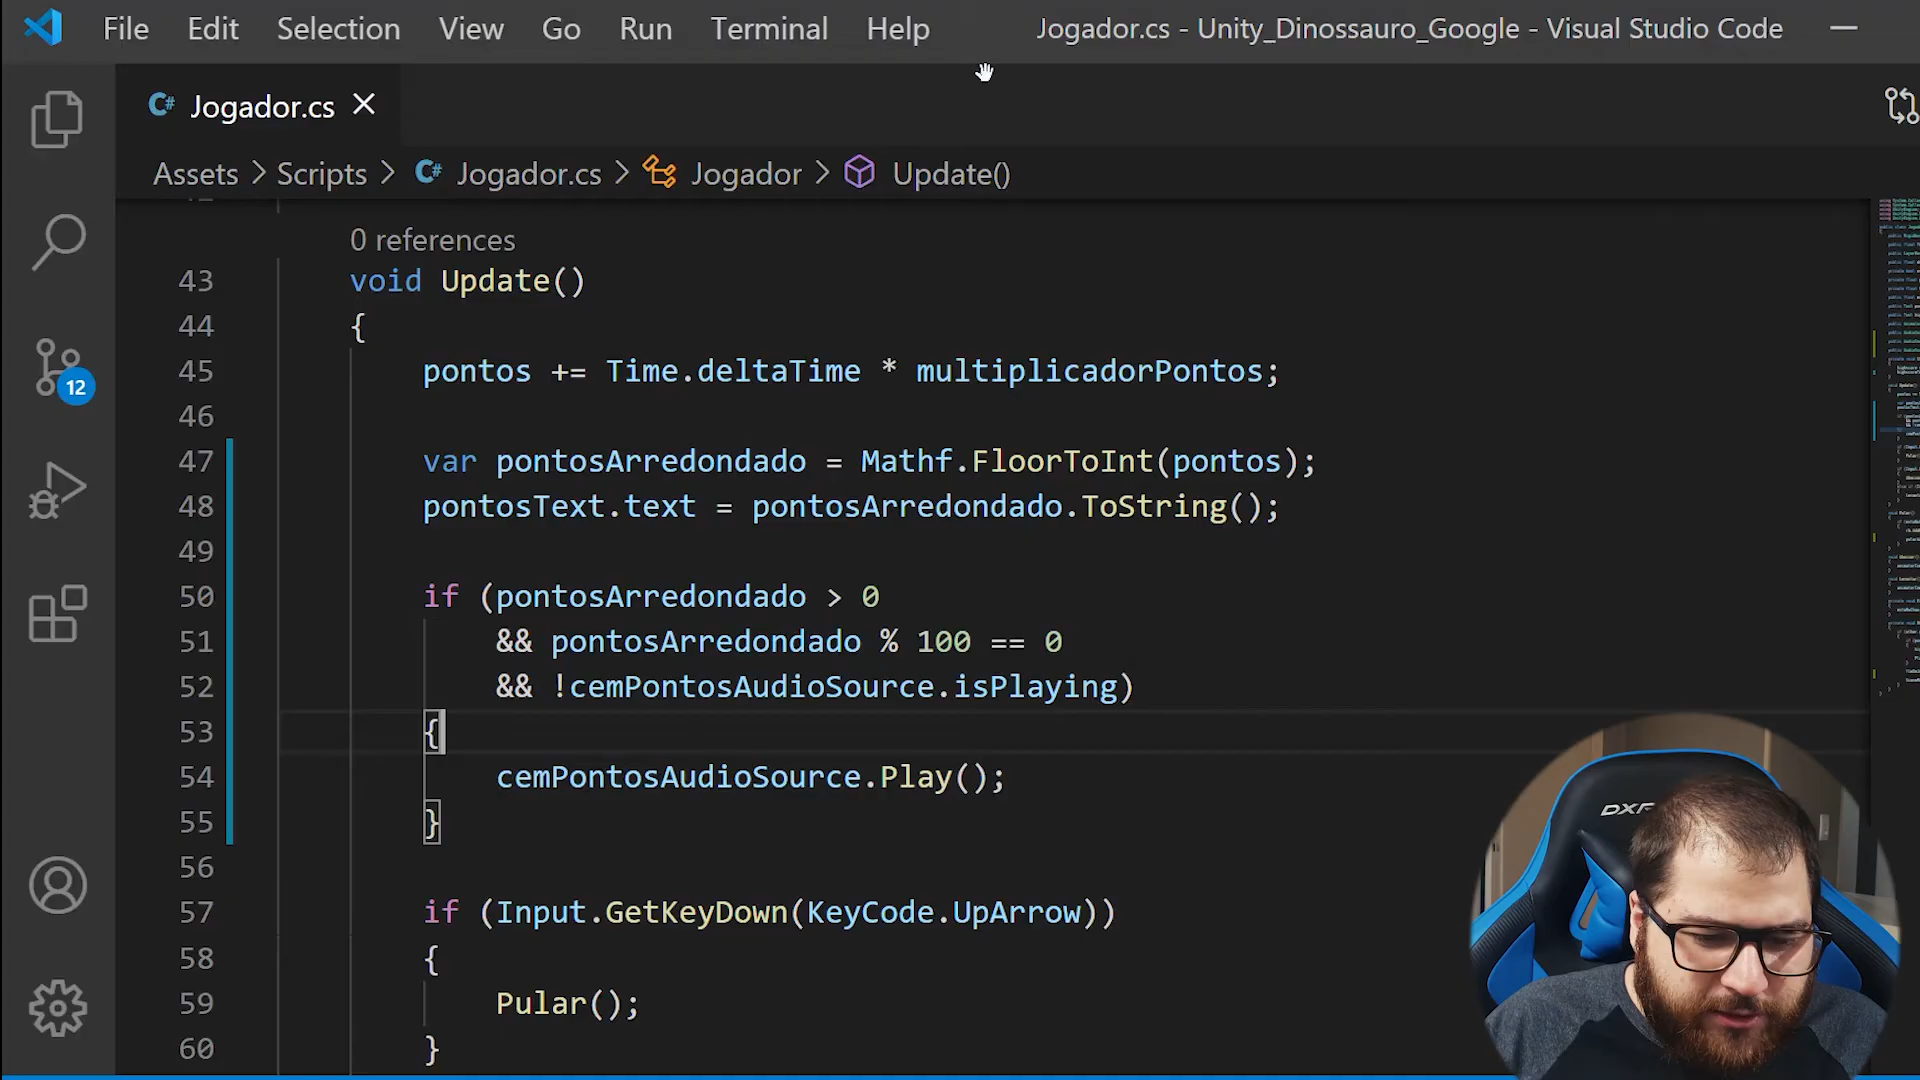 File Edit Selection View Go Run Terminal Help Jogador.cs - Unity_Dinossauro_Google - Visual Studio Code
C# Jogador.cs
Assets > Scripts > C# Jogador.cs > Jogador > Update()
0 references
43 void Update()
44 {
45 pontos += Time.deltaTime * multiplicadorPontos;
46
47 var pontosArredondado = Mathf.FloorToInt(pontos);
48 pontosText.text = pontosArredondado.ToString();
49
50 if (pontosArredondado > 0
51 && pontosArredondado % 100 == 0
52 && !cemPontosAudioSource.isPlaying)
53 {
54 cemPontosAudioSource.Play();
55 }
56
57 if (Input.GetKeyDown(KeyCode.UpArrow))
58 {
59 Pular();
60 }
12